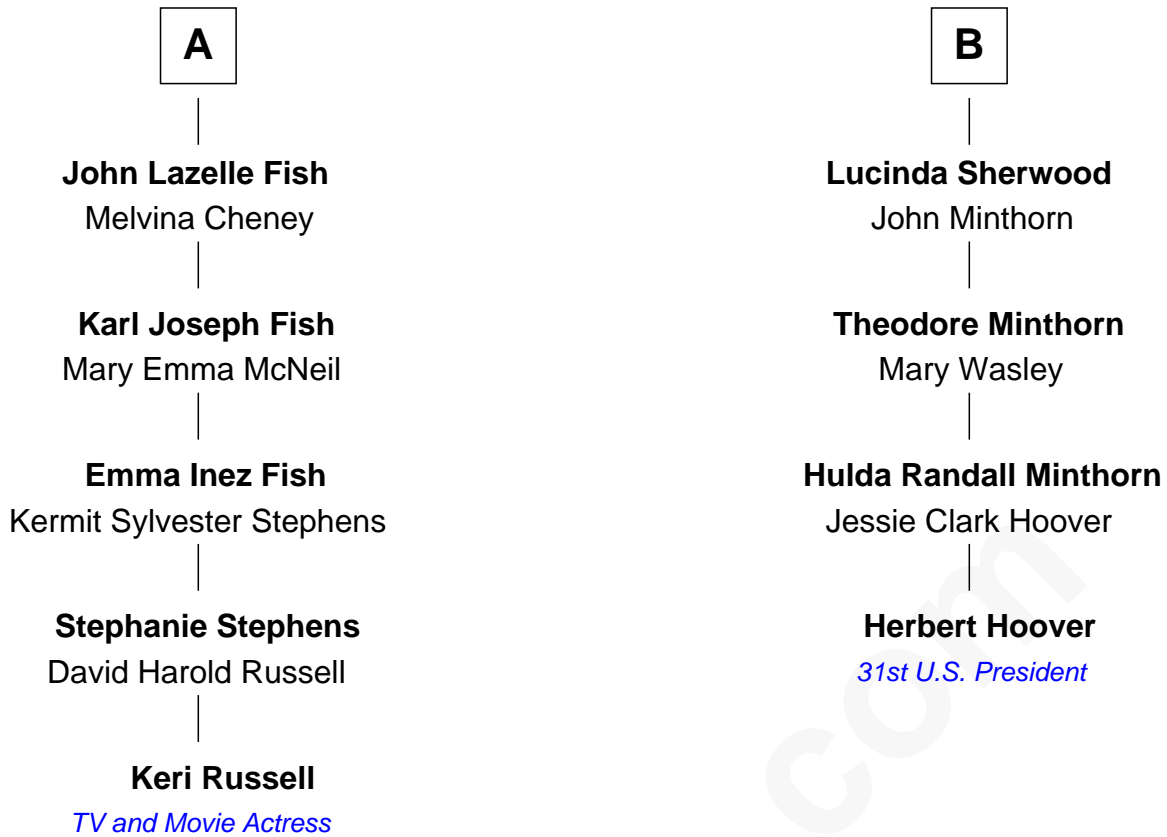 A
John Lazelle Fish
Melvina Cheney
Karl Joseph Fish
Mary Emma McNeil
Emma Inez Fish
Kermit Sylvester Stephens
Stephanie Stephens
David Harold Russell
Keri Russell
TV and Movie Actress
B
Lucinda Sherwood
John Minthorn
Theodore Minthorn
Mary Wasley
Hulda Randall Minthorn
Jessie Clark Hoover
Herbert Hoover
31st U.S. President
com